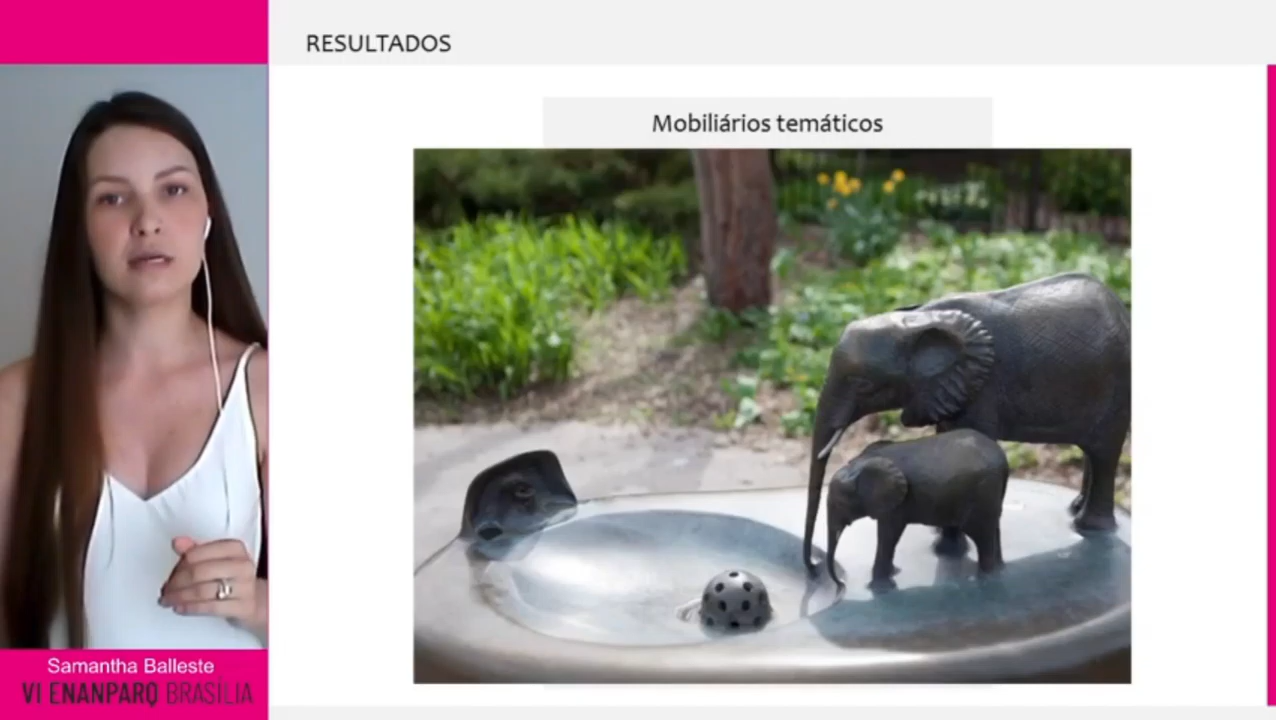 RESULTADOS
Mobiliários temáticos
Samantha Balleste
VI ENANPARQ BRASÍLIA